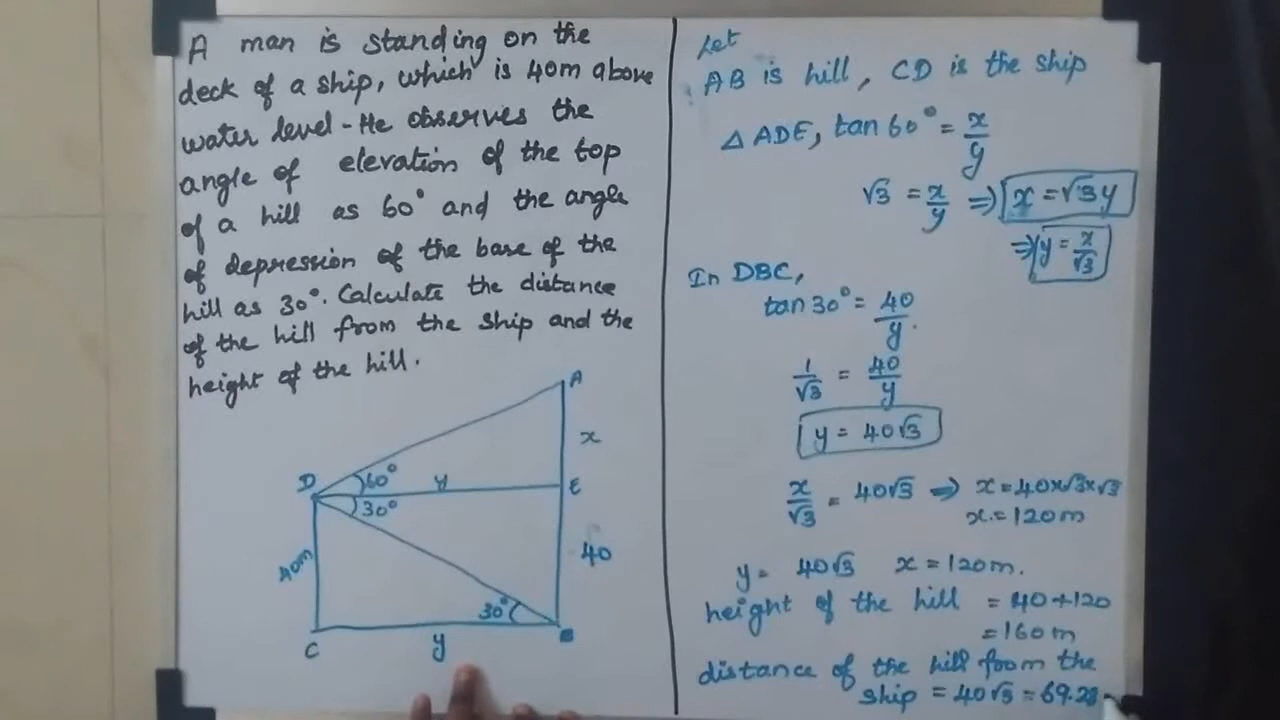 A man is standing on the
deck of a ship, which is 40m above
water level - He observes the
angle of elevation of the top
of a hill as 60° and the angle
of depression of the base of the
hill as 30°. Calculate the distance
of the hill from the ship and the
height of the hill.
A
x
D 60° y E
30°
40m
40
30°
C
y
Let
AB is hill, CD is the ship
△ ADE, tan 60° = x/y
√3 = x/y ⇒ x = √3 y
⇒ y = x/√3
In DBC,
tan 30° = 40/y.
1/√3 = 40/y
y = 40√3
x/√3 = 40√3 ⇒ x = 40×√3×√3
x = 120m
y = 40√3 x = 120m.
height of the hill = 40+120
= 160m
distance of the hill from the
ship = 40√3 = 69.28